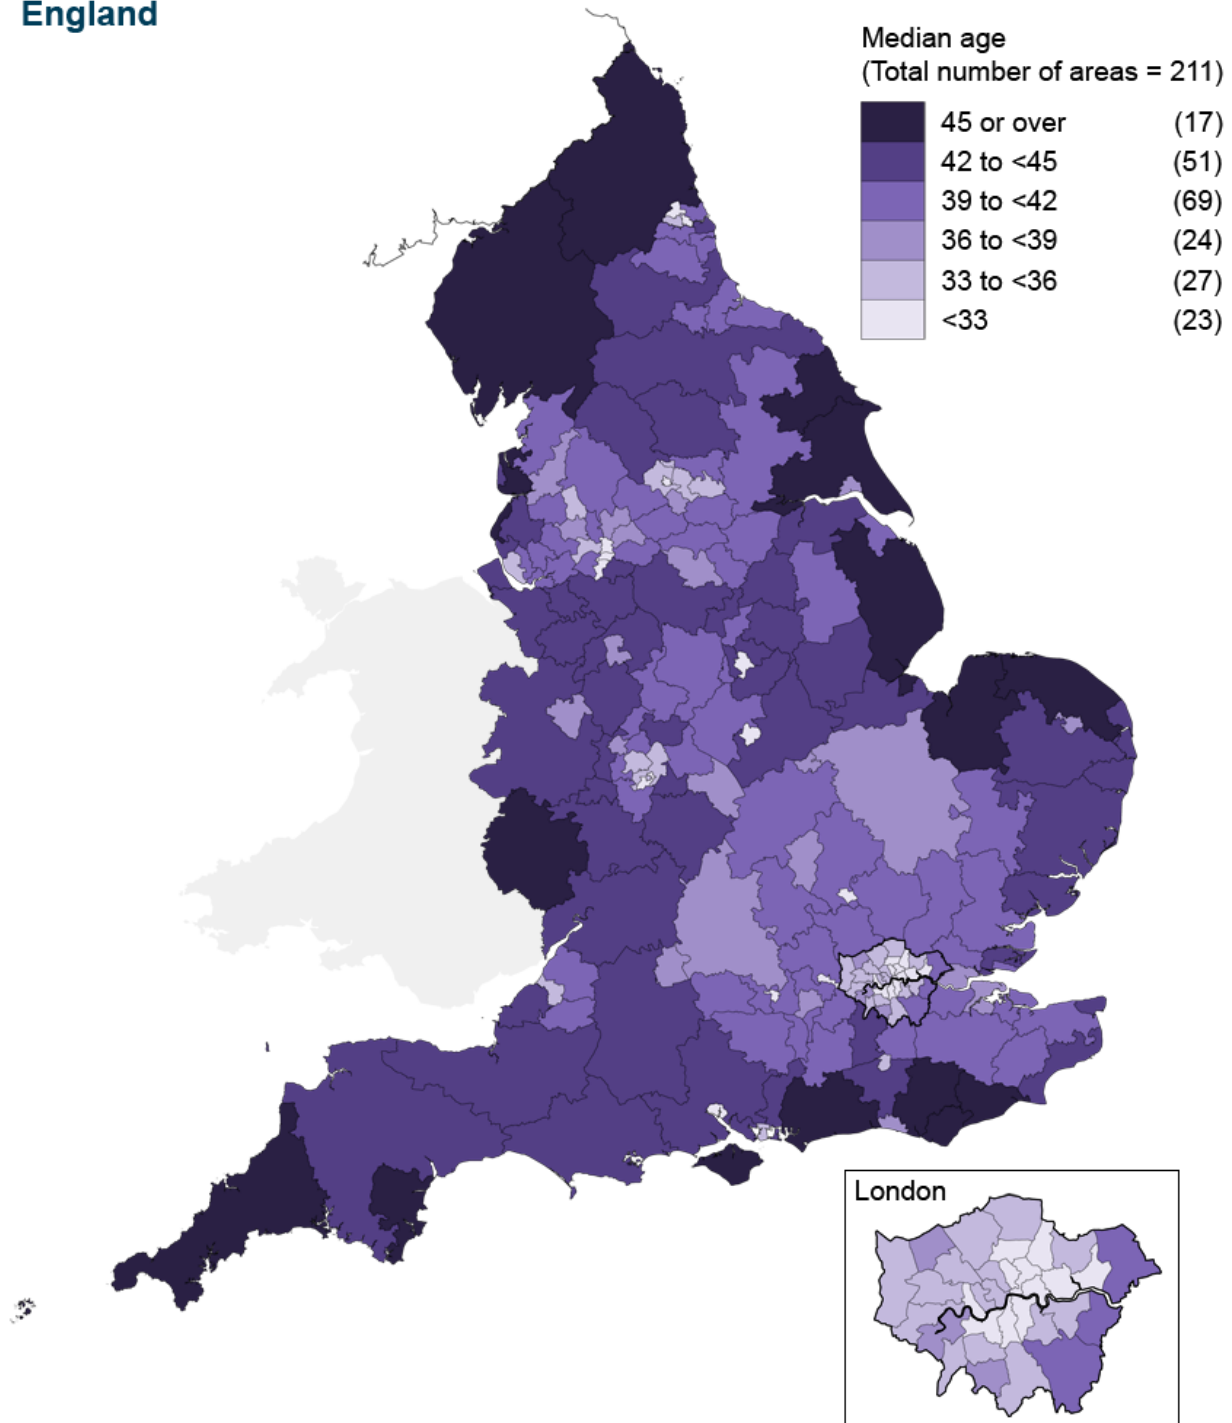 England
Median age
(Total number of areas = 211)
45 or over (17)
42 to <45 (51)
39 to <42 (69)
36 to <39 (24)
33 to <36 (27)
<33 (23)
London